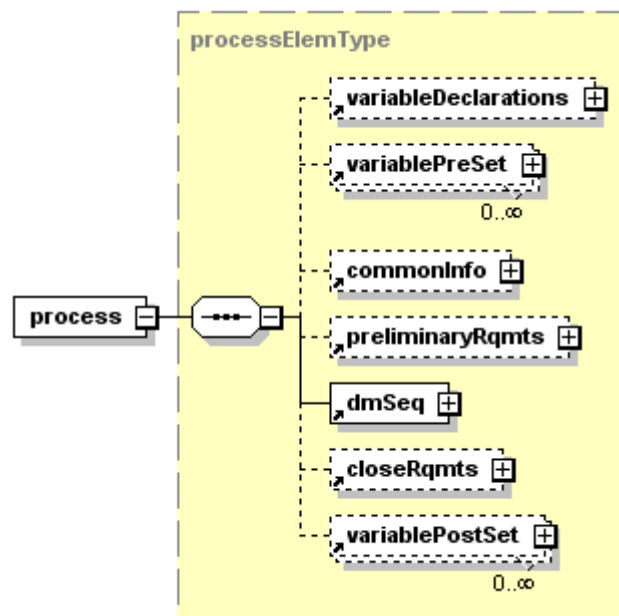 processElemType
variableDeclarations
variablePreSet
0..∞
commonInfo
process
preliminaryRqmts
dmSeq
closeRqmts
variablePostSet
0..∞